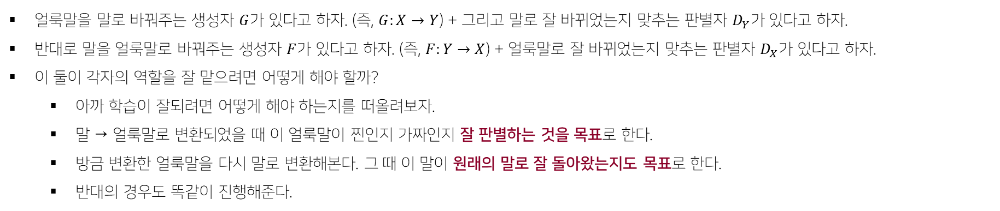 ▪ 얼룩말을 말로 바꿔주는 생성자 G가 있다고 하자. (즉, G: X → Y) + 그리고 말로 잘 바뀌었는지 맞추는 판별자 D_Y가 있다고 하자.
▪ 반대로 말을 얼룩말로 바꿔주는 생성자 F가 있다고 하자. (즉, F: Y → X) + 얼룩말로 잘 바뀌었는지 맞추는 판별자 D_X가 있다고 하자.
▪ 이 둘이 각자의 역할을 잘 맡으려면 어떻게 해야 할까?
▪ 아까 학습이 잘되려면 어떻게 해야 하는지를 떠올려보자.
▪ 말 → 얼룩말로 변환되었을 때 이 얼룩말이 찐인지 가짜인지 잘 판별하는 것을 목표로 한다.
▪ 방금 변환한 얼룩말을 다시 말로 변환해본다. 그 때 이 말이 원래의 말로 잘 돌아왔는지도 목표로 한다.
▪ 반대의 경우도 똑같이 진행해준다.